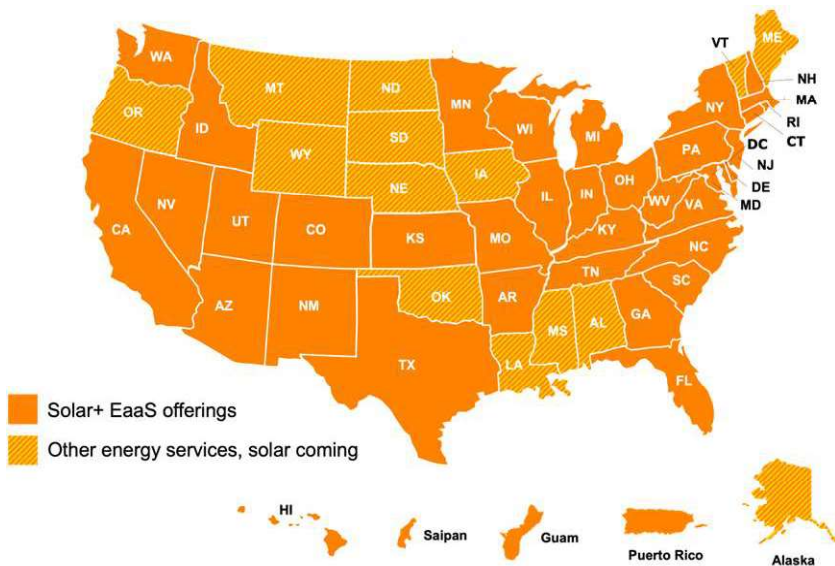 WA
MT
ND
MN
VT
ME
OR
ID
SD
WI
MI
NY
NH
MA
RI
CT
WY
NE
IA
PA
DC
NJ
DE
MD
NV
UT
CO
IL
IN
OH
WV
VA
CA
KS
MO
KY
NC
TN
SC
AZ
NM
OK
AR
MS
AL
GA
TX
LA
FL
Solar+ EaaS offerings
Other energy services, solar coming
HI
Saipan
Guam
Puerto Rico
Alaska